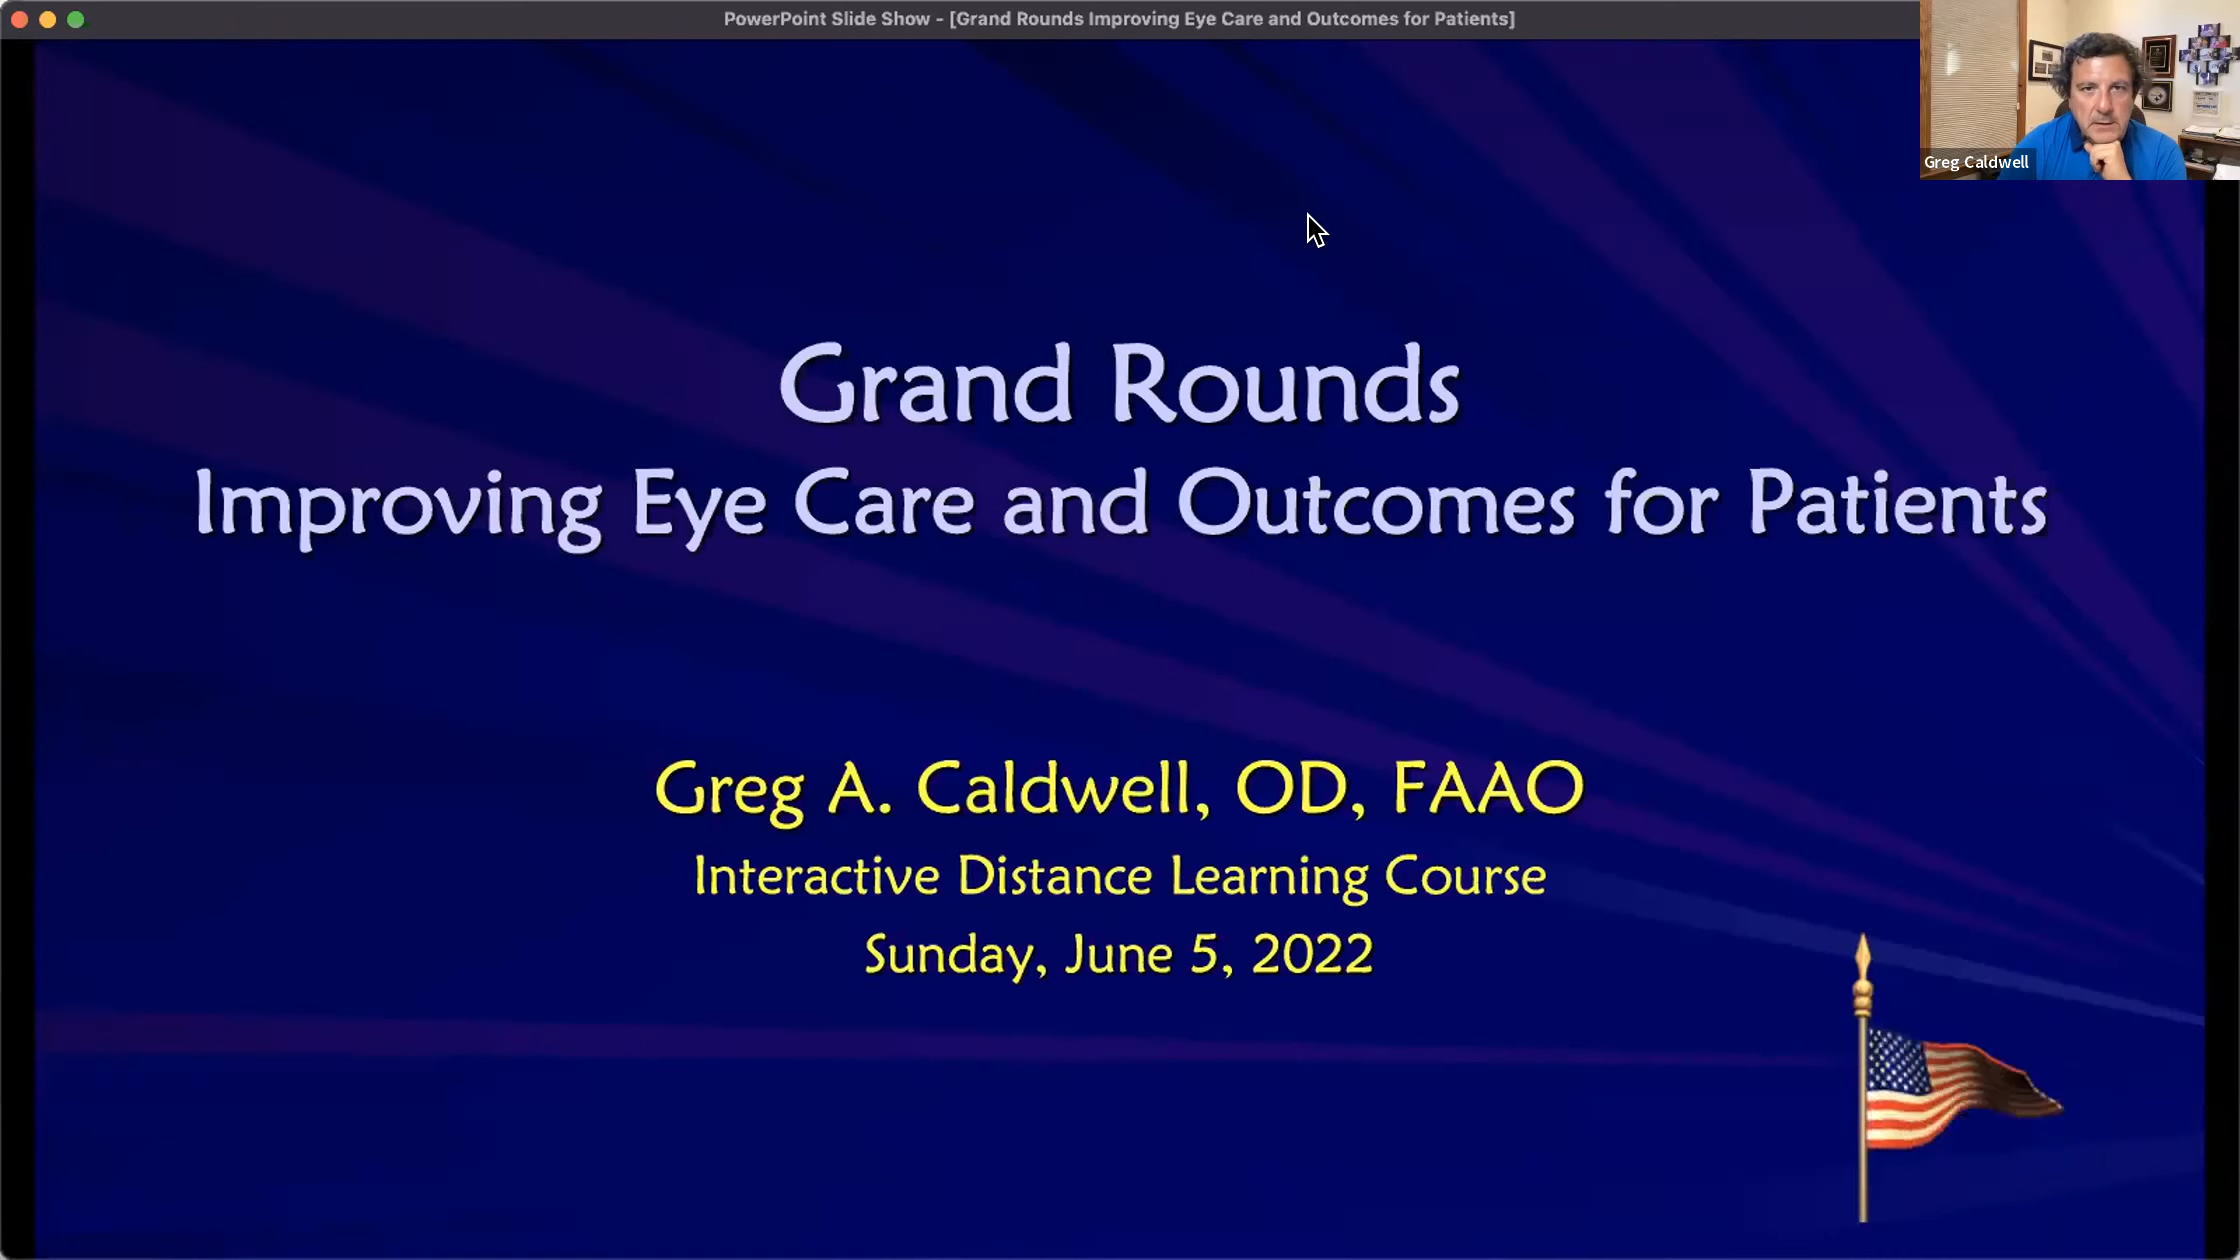 PowerPoint Slide Show - [Grand Rounds Improving Eye Care and Outcomes for Patients]
Greg Caldwell
Grand Rounds
Improving Eye Care and Outcomes for Patients
Greg A. Caldwell, OD, FAAO
Interactive Distance Learning Course
Sunday, June 5, 2022